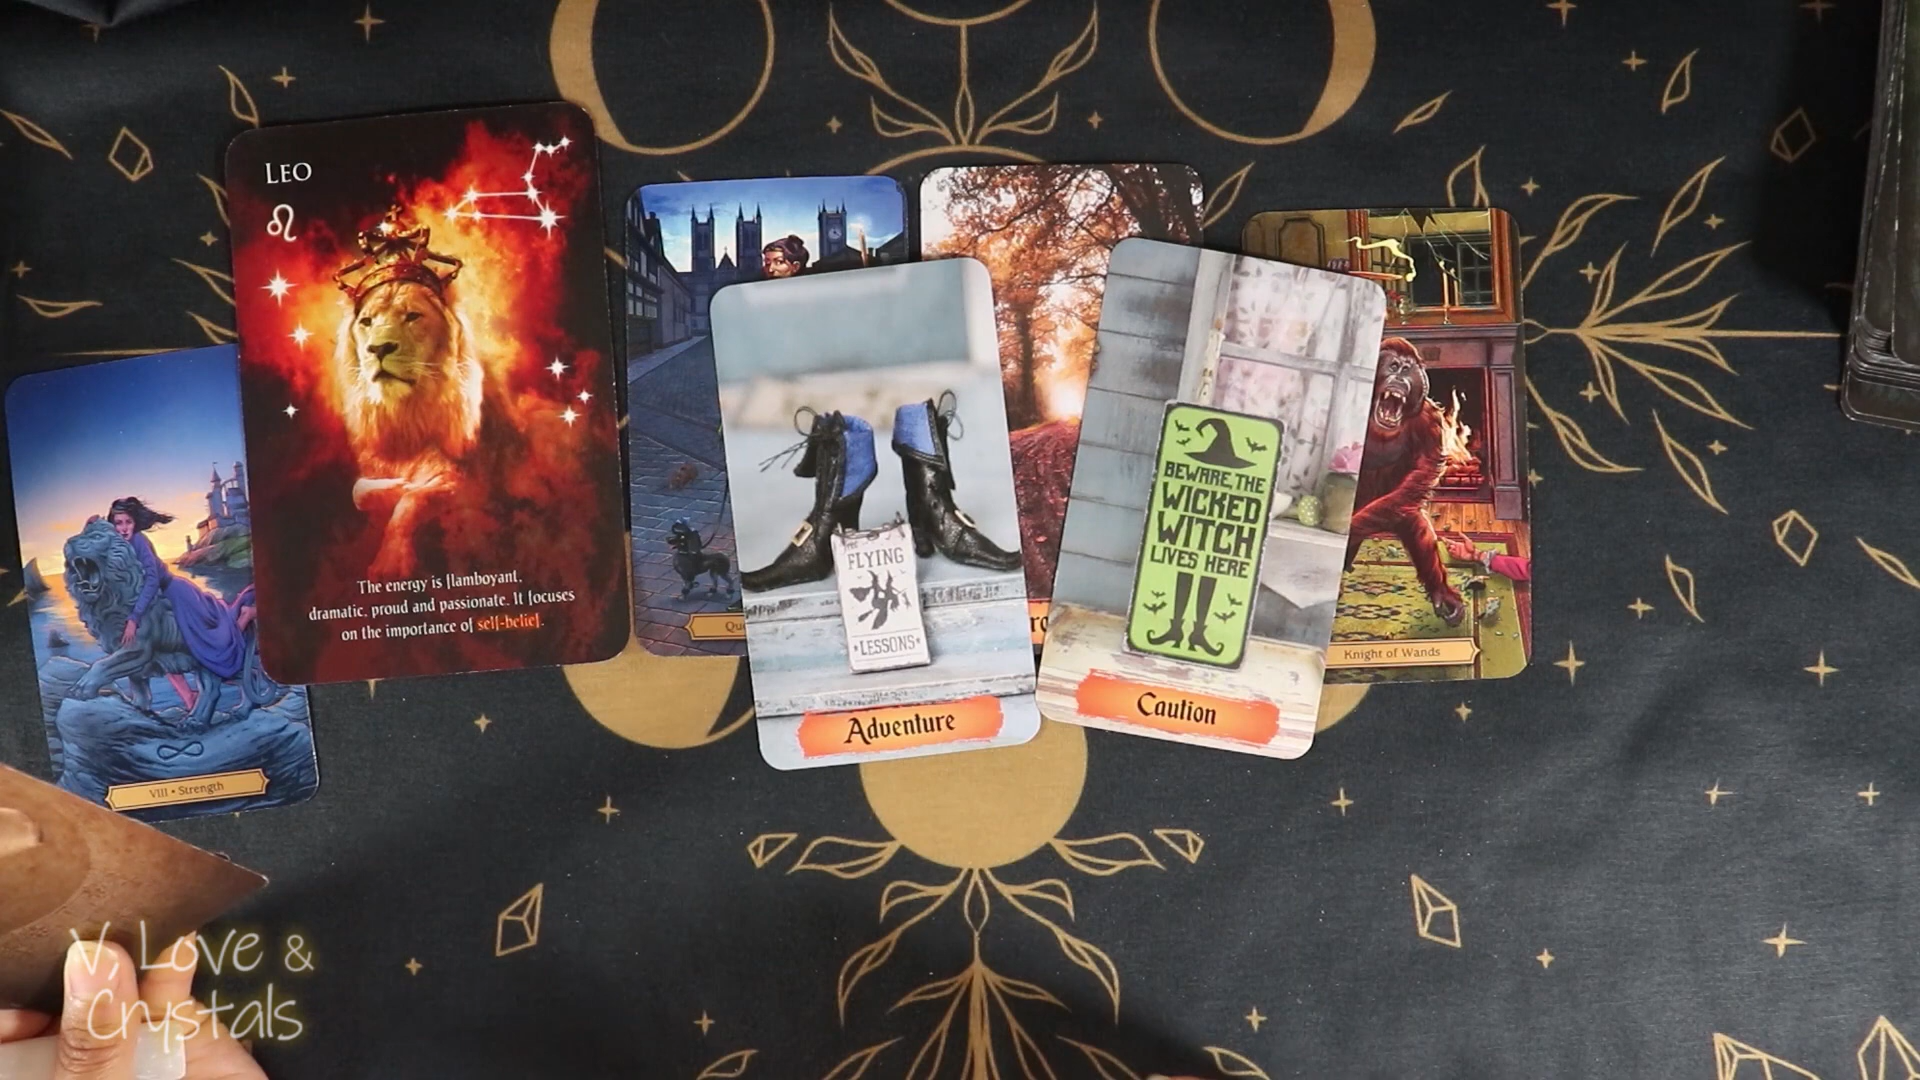 LEO
♌
The energy is flamboyant,
dramatic, proud and passionate. It focuses
on the importance of self-belief.
VIII • Strength
FLYING
LESSONS
Adventure
BEWARE, THE
WICKED
WITCH
LIVES HERE
Caution
Knight of Wands
V, Love &
Crystals